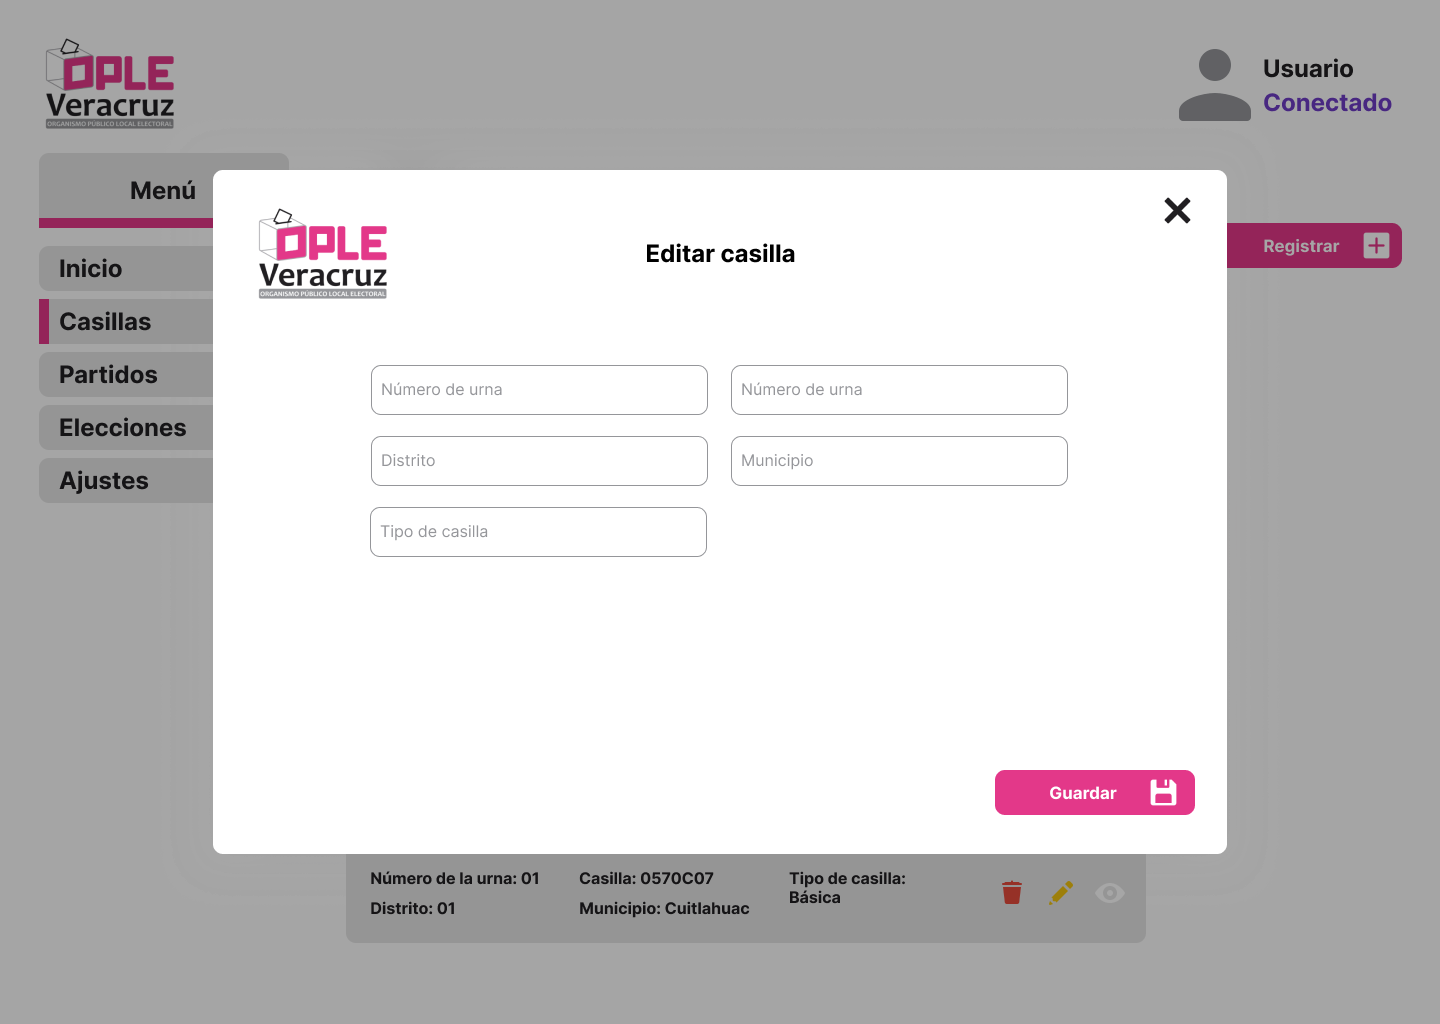 OPLE
Veracruz
ORGANISMO PÚBLICO LOCAL ELECTORAL
Usuario
Conectado
Menú
Inicio
Casillas
Partidos
Elecciones
Ajustes
Registrar
OPLE
Veracruz
ORGANISMO PÚBLICO LOCAL ELECTORAL
Editar casilla
Número de urna
Número de urna
Distrito
Municipio
Tipo de casilla
Guardar
Número de la urna: 01
Casilla: 0570C07
Tipo de casilla:
Básica
Distrito: 01
Municipio: Cuitlahuac